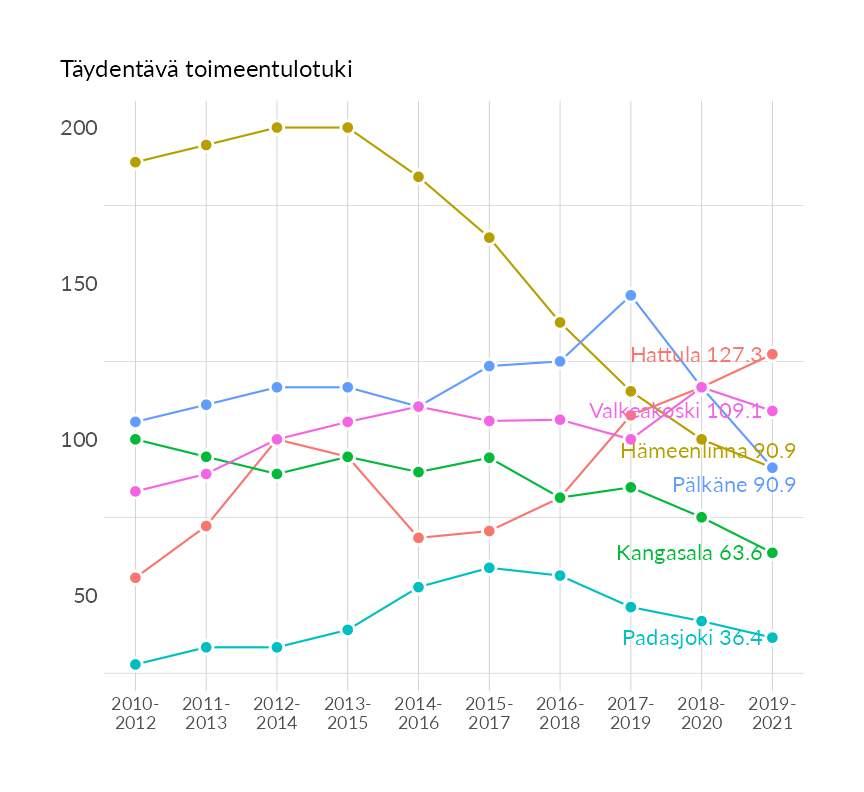 Täydentävä toimeentulotuki
200
150
100
50
Hattula 127.3
Valkeakoski 109.1
Hämeenlinna 90.9
Pälkäne 90.9
Kangasala 63.6
Padasjoki 36.4
2010- 2011- 2012- 2013- 2014- 2015- 2016- 2017- 2018- 2019-
2012 2013 2014 2015 2016 2017 2018 2019 2020 2021